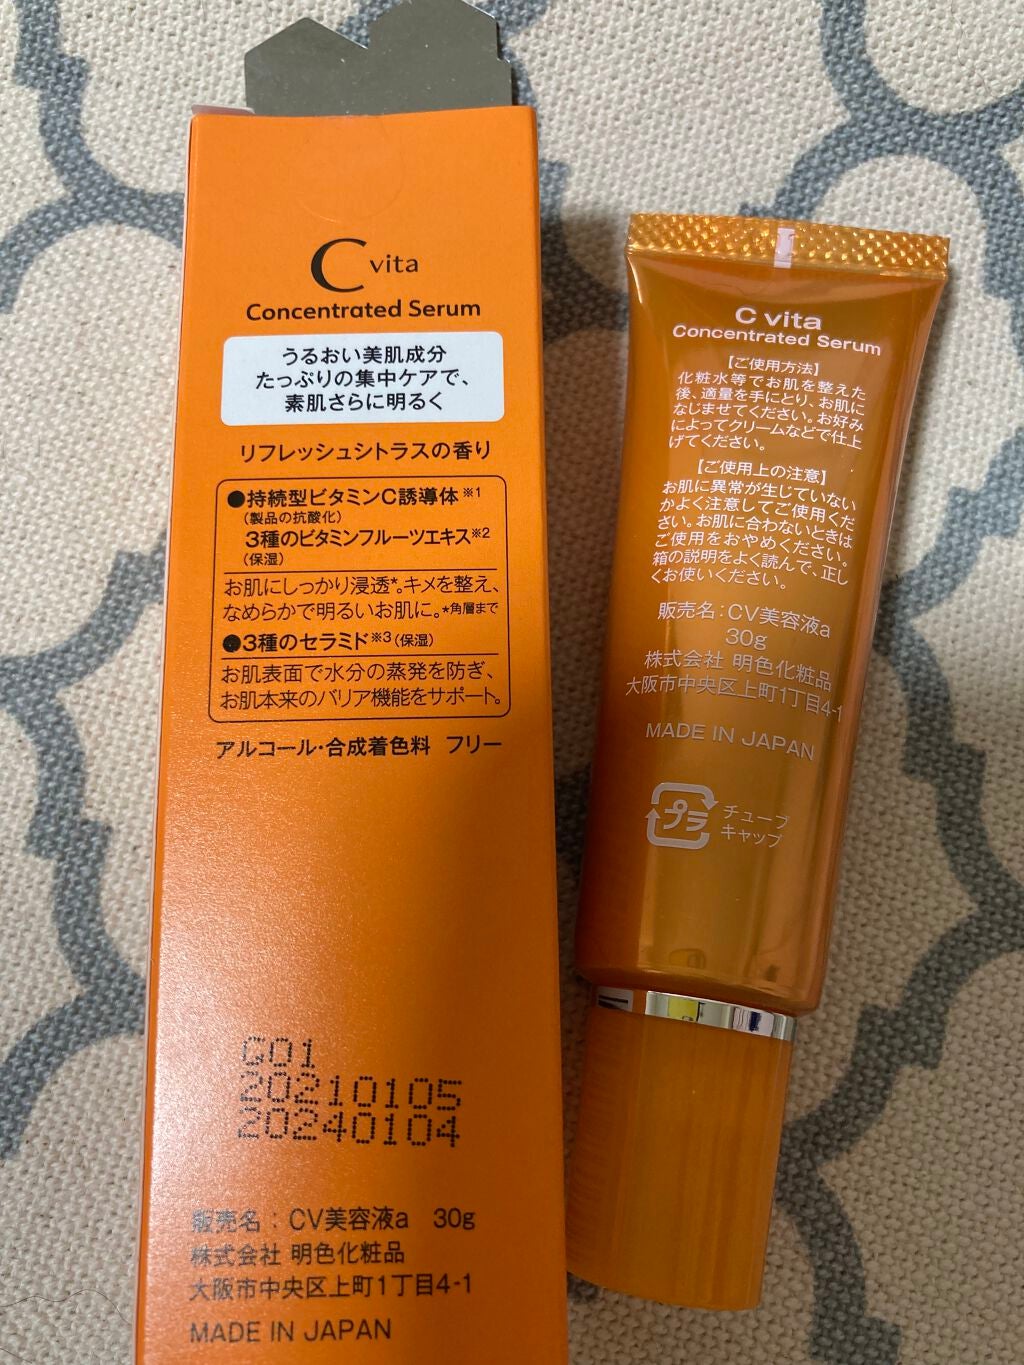 C vita
Concentrated Serum
うるおい美肌成分
たっぷりの集中ケアで、
素肌さらに明るく
リフレッシュシトラスの香り
●持続型ビタミンC誘導体※1
(製品の抗酸化)
3種のビタミンフルーツエキス※2
(保湿)
お肌にしっかり浸透*。キメを整え、
なめらかで明るいお肌に。*角層まで
●3種のセラミド※3(保湿)
お肌表面で水分の蒸発を防ぎ、
お肌本来のバリア機能をサポート。
アルコール・合成着色料 フリー
G01
20210105
20240104
販売名：CV美容液a 30g
株式会社 明色化粧品
大阪市中央区上町1丁目4-1
MADE IN JAPAN
C vita
Concentrated Serum
【ご使用方法】
化粧水等でお肌を整えた
後、適量を手にとり、お肌に
なじませてください。お好み
によってクリームなどで仕上
げてください。
【ご使用上の注意】
お肌に異常が生じていない
かよく注意してご使用くだ
さい。お肌に合わないときは
ご使用をおやめください。
箱の説明をよく読んで、正し
くお使いください。
販売名：CV美容液a
30g
株式会社 明色化粧品
大阪市中央区上町1丁目4-1
MADE IN JAPAN
プラ
チューブ
キャップ